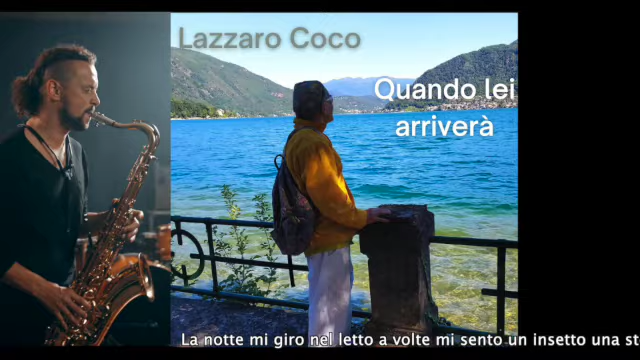 Lazzaro Coco
Quando lei
arriverà
La notte mi giro nel letto a volte mi sento un insetto una